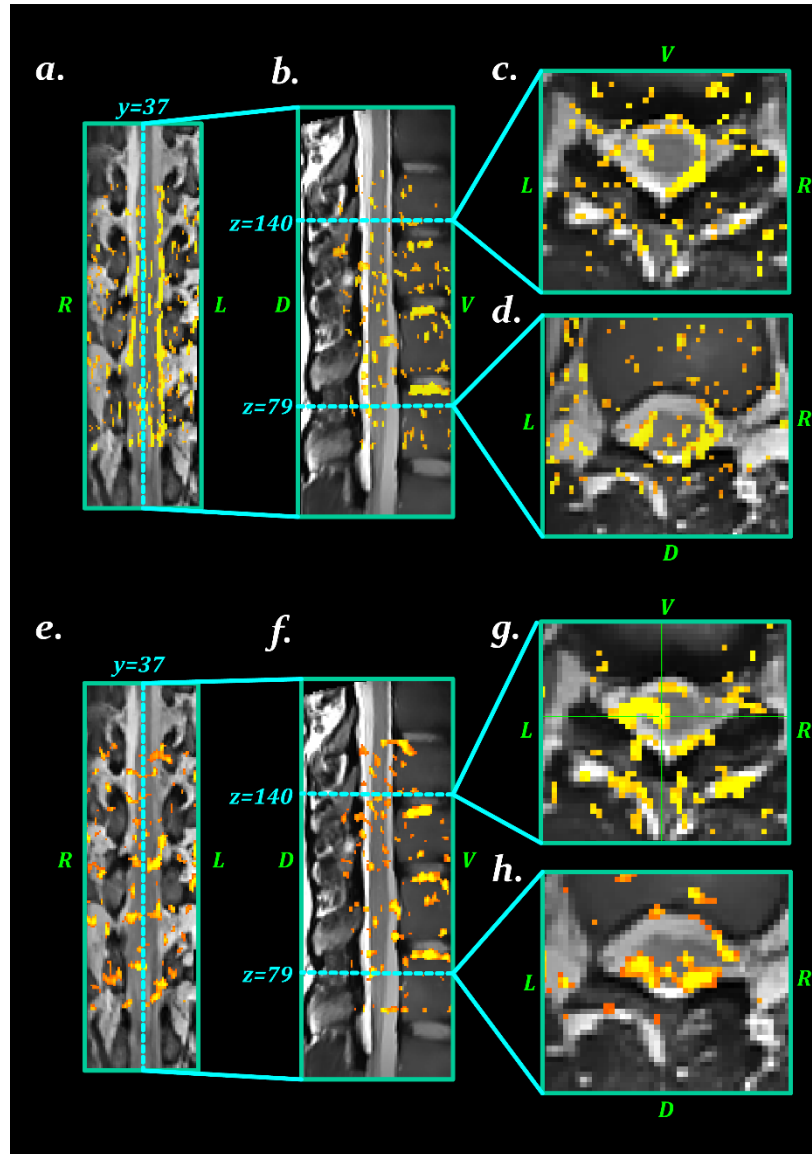 a.
b.
c.
V
y=37
z=140
L
R
R
L
D
V
d.
z=79
L
R
D
e.
f.
g.
V
y=37
z=140
L
R
R
L
D
V
h.
z=79
L
R
D